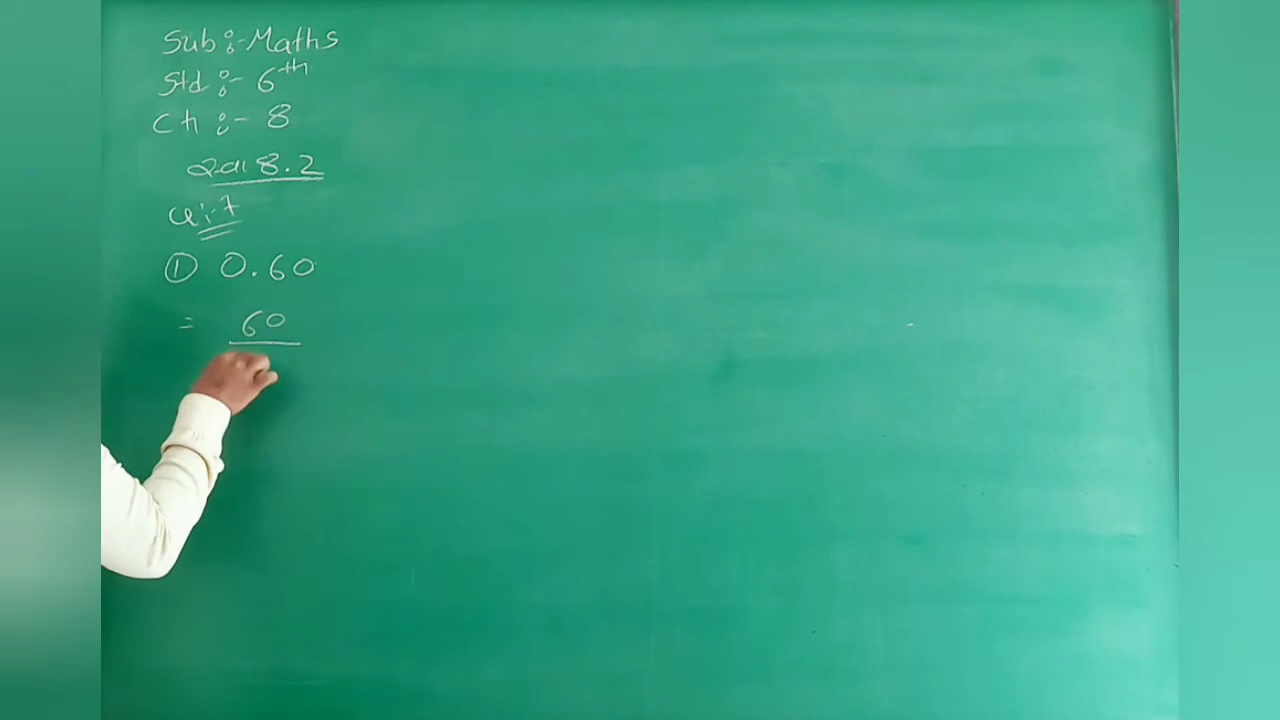 Sub :- Maths
Std :- 6th
Ch :- 8
8.2
① 0.60
= 60